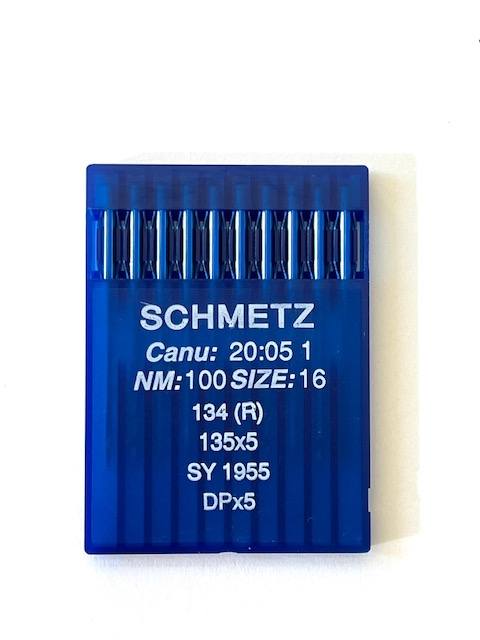 SCHMETZ
Canu: 20:05 1
NM:100 SIZE:16
134 (R)
135x5
SY 1955
DPx5